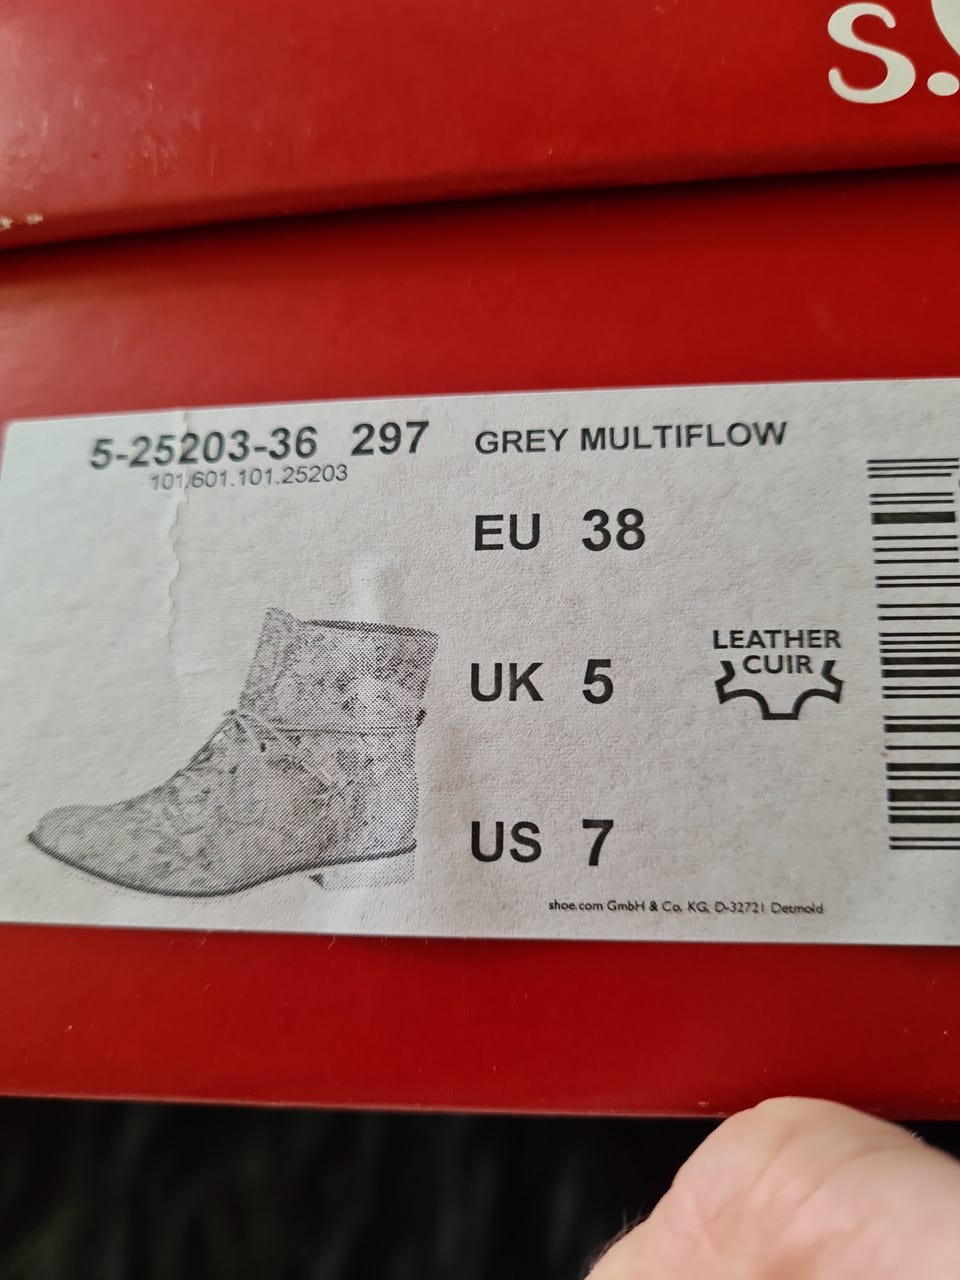 s.
5-25203-36 297 GREY MULTIFLOW
101.601.101.25203
EU 38
UK 5
LEATHER
CUIR
US 7
shoe.com GmbH & Co. KG, D-32721 Detmold